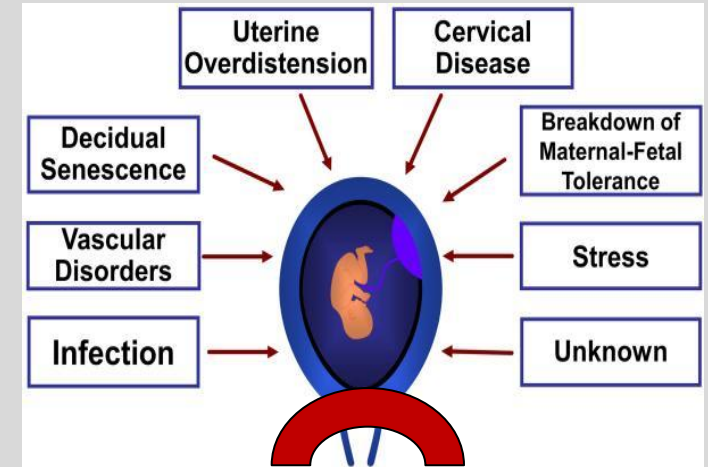 Uterine
Overdistension
Cervical
Disease
Decidual
Senescence
Breakdown of
Maternal-Fetal
Tolerance
Vascular
Disorders
Stress
Infection
Unknown